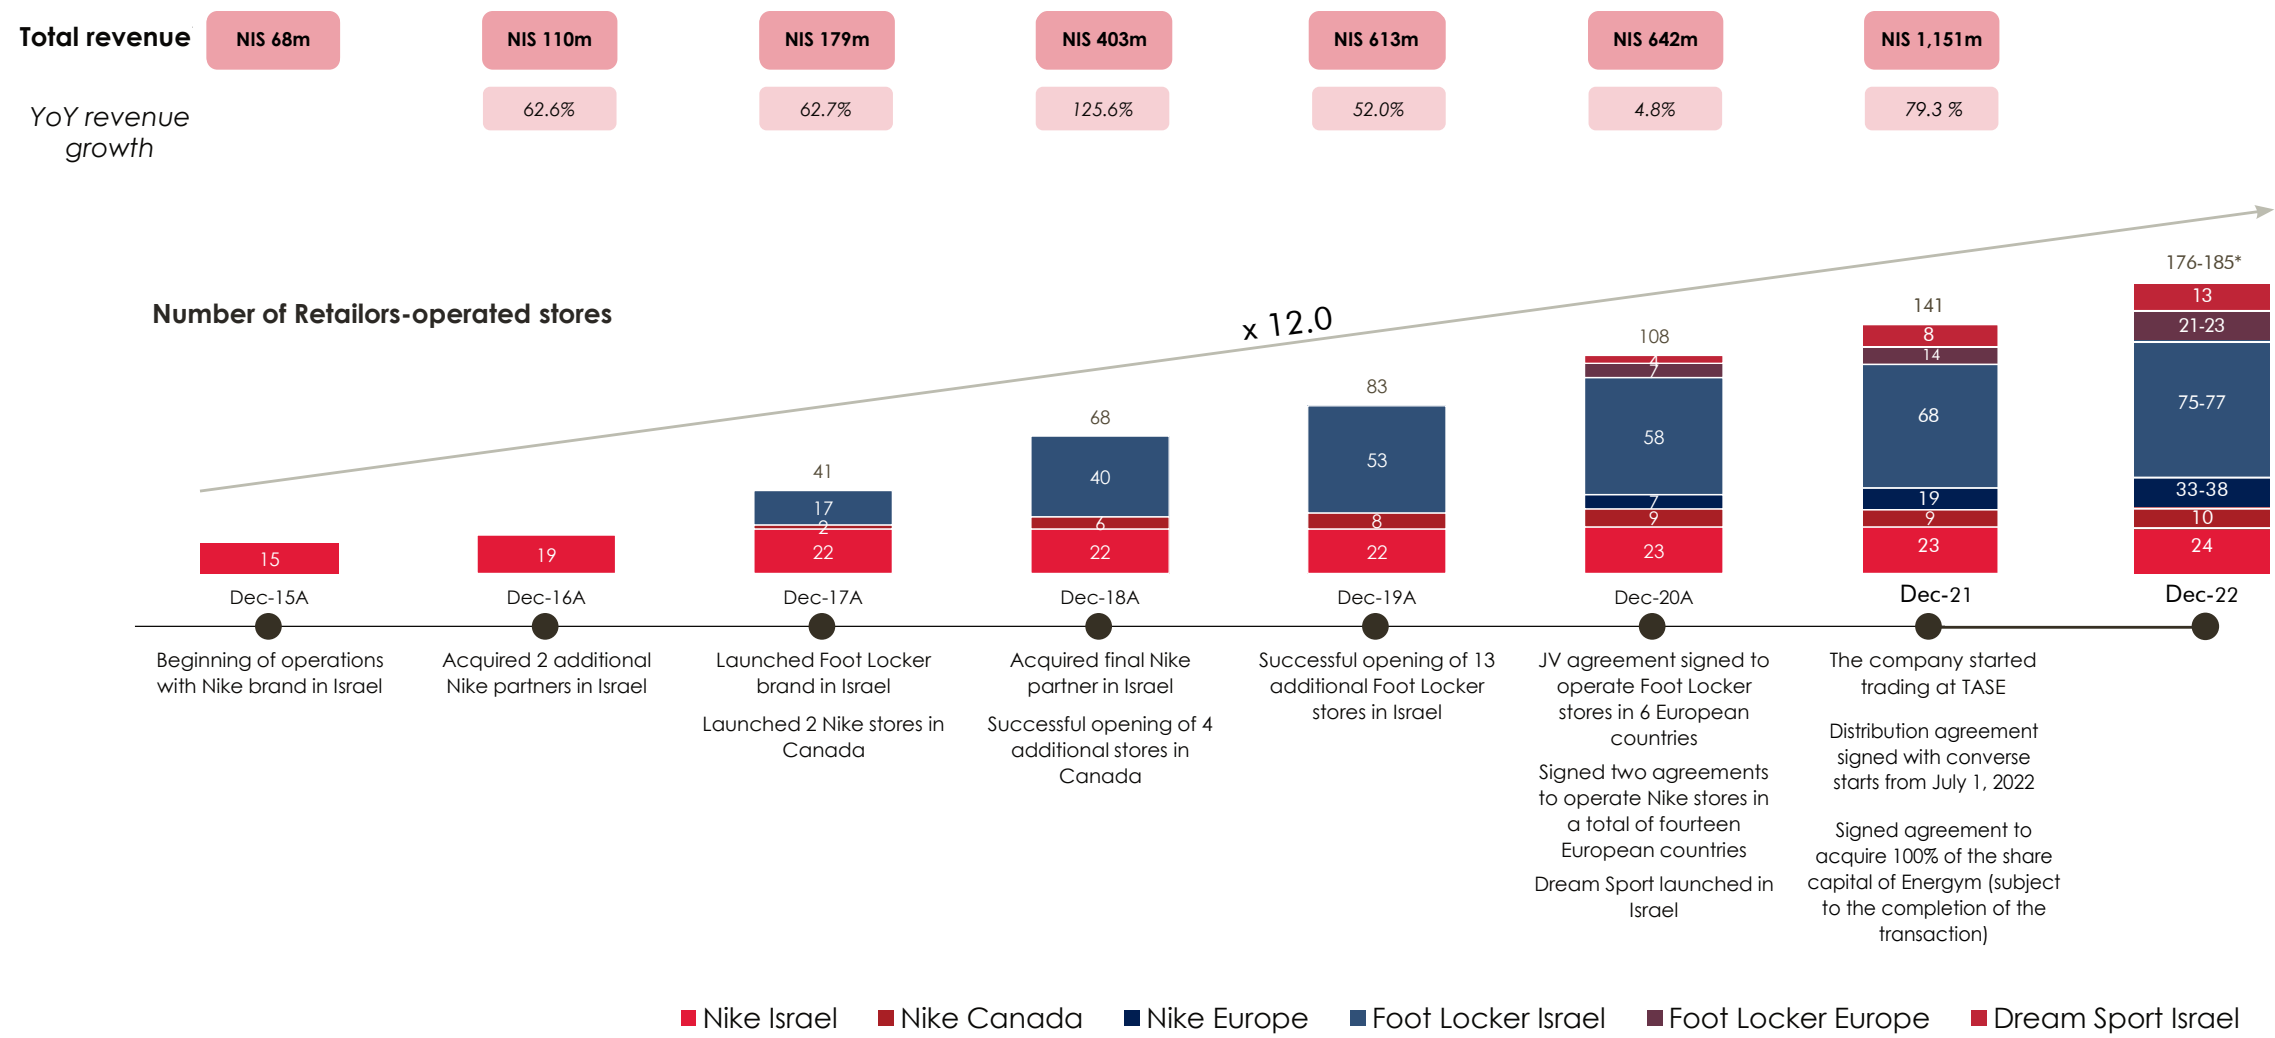 Total revenue
NIS 68m
NIS 110m
NIS 179m
NIS 403m
NIS 613m
NIS 642m
NIS 1,151m
YoY revenue
growth
62.6%
62.7%
125.6%
52.0%
4.8%
79.3 %
Number of Retailors-operated stores
x 12.0
15
19
41
17
2
22
68
40
6
22
83
53
8
22
108
4
7
58
7
9
23
141
8
14
68
19
9
23
176-185*
13
21-23
75-77
33-38
10
24
Dec-15A
Dec-16A
Dec-17A
Dec-18A
Dec-19A
Dec-20A
Dec-21
Dec-22
Beginning of operations
with Nike brand in Israel
Acquired 2 additional
Nike partners in Israel
Launched Foot Locker
brand in Israel
Launched 2 Nike stores in
Canada
Acquired final Nike
partner in Israel
Successful opening of 4
additional stores in
Canada
Successful opening of 13
additional Foot Locker
stores in Israel
JV agreement signed to
operate Foot Locker
stores in 6 European
countries
Signed two agreements
to operate Nike stores in
a total of fourteen
European countries
Dream Sport launched in
Israel
The company started
trading at TASE
Distribution agreement
signed with converse
starts from July 1, 2022
Signed agreement to
acquire 100% of the share
capital of Energym (subject
to the completion of the
transaction)
Nike Israel
Nike Canada
Nike Europe
Foot Locker Israel
Foot Locker Europe
Dream Sport Israel